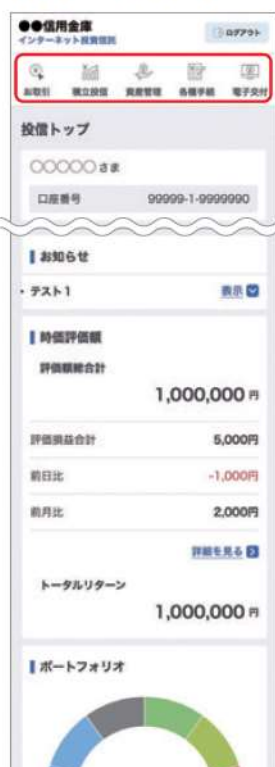 ●●信用金庫
インターネット投資信託
ログアウト
お取引 積立投信 資産管理 各種手続 電子交付
投信トップ
○○○○○さま
口座番号 99999-1-9999990
お知らせ
・テスト1 表示
時価評価額
評価額総合計
1,000,000 円
評価損益合計 5,000円
前日比 -1,000円
前月比 2,000円
詳細を見る
トータルリターン
1,000,000 円
ポートフォリオ